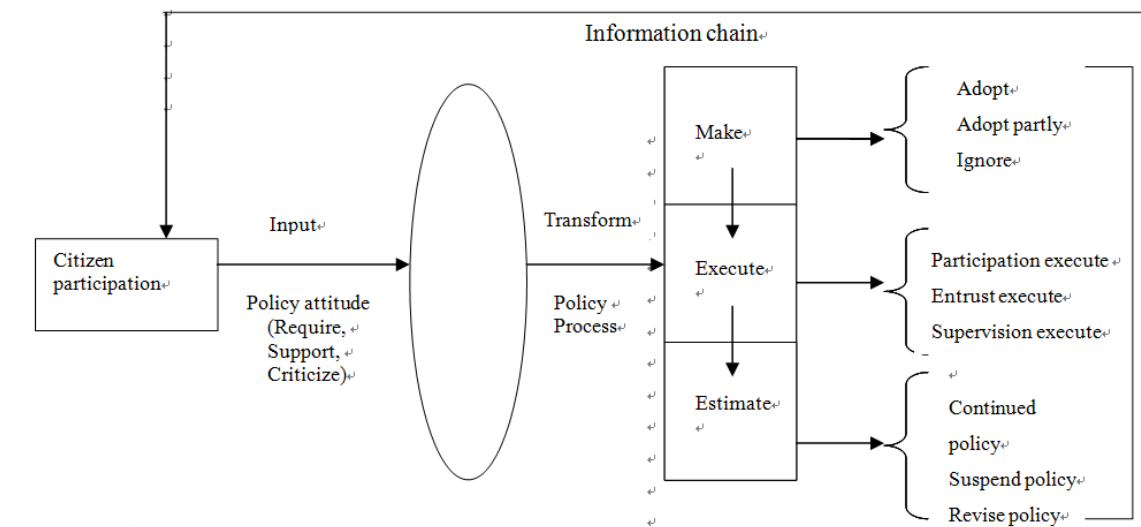 Information chain
Make
Adopt
Adopt partly
Ignore
Input
Transform
Citizen
participation
Execute
Participation execute
Entrust execute
Supervision execute
Policy attitude
(Require,
Support,
Criticize)
Policy
Process
Estimate
Continued
policy
Suspend policy
Revise policy